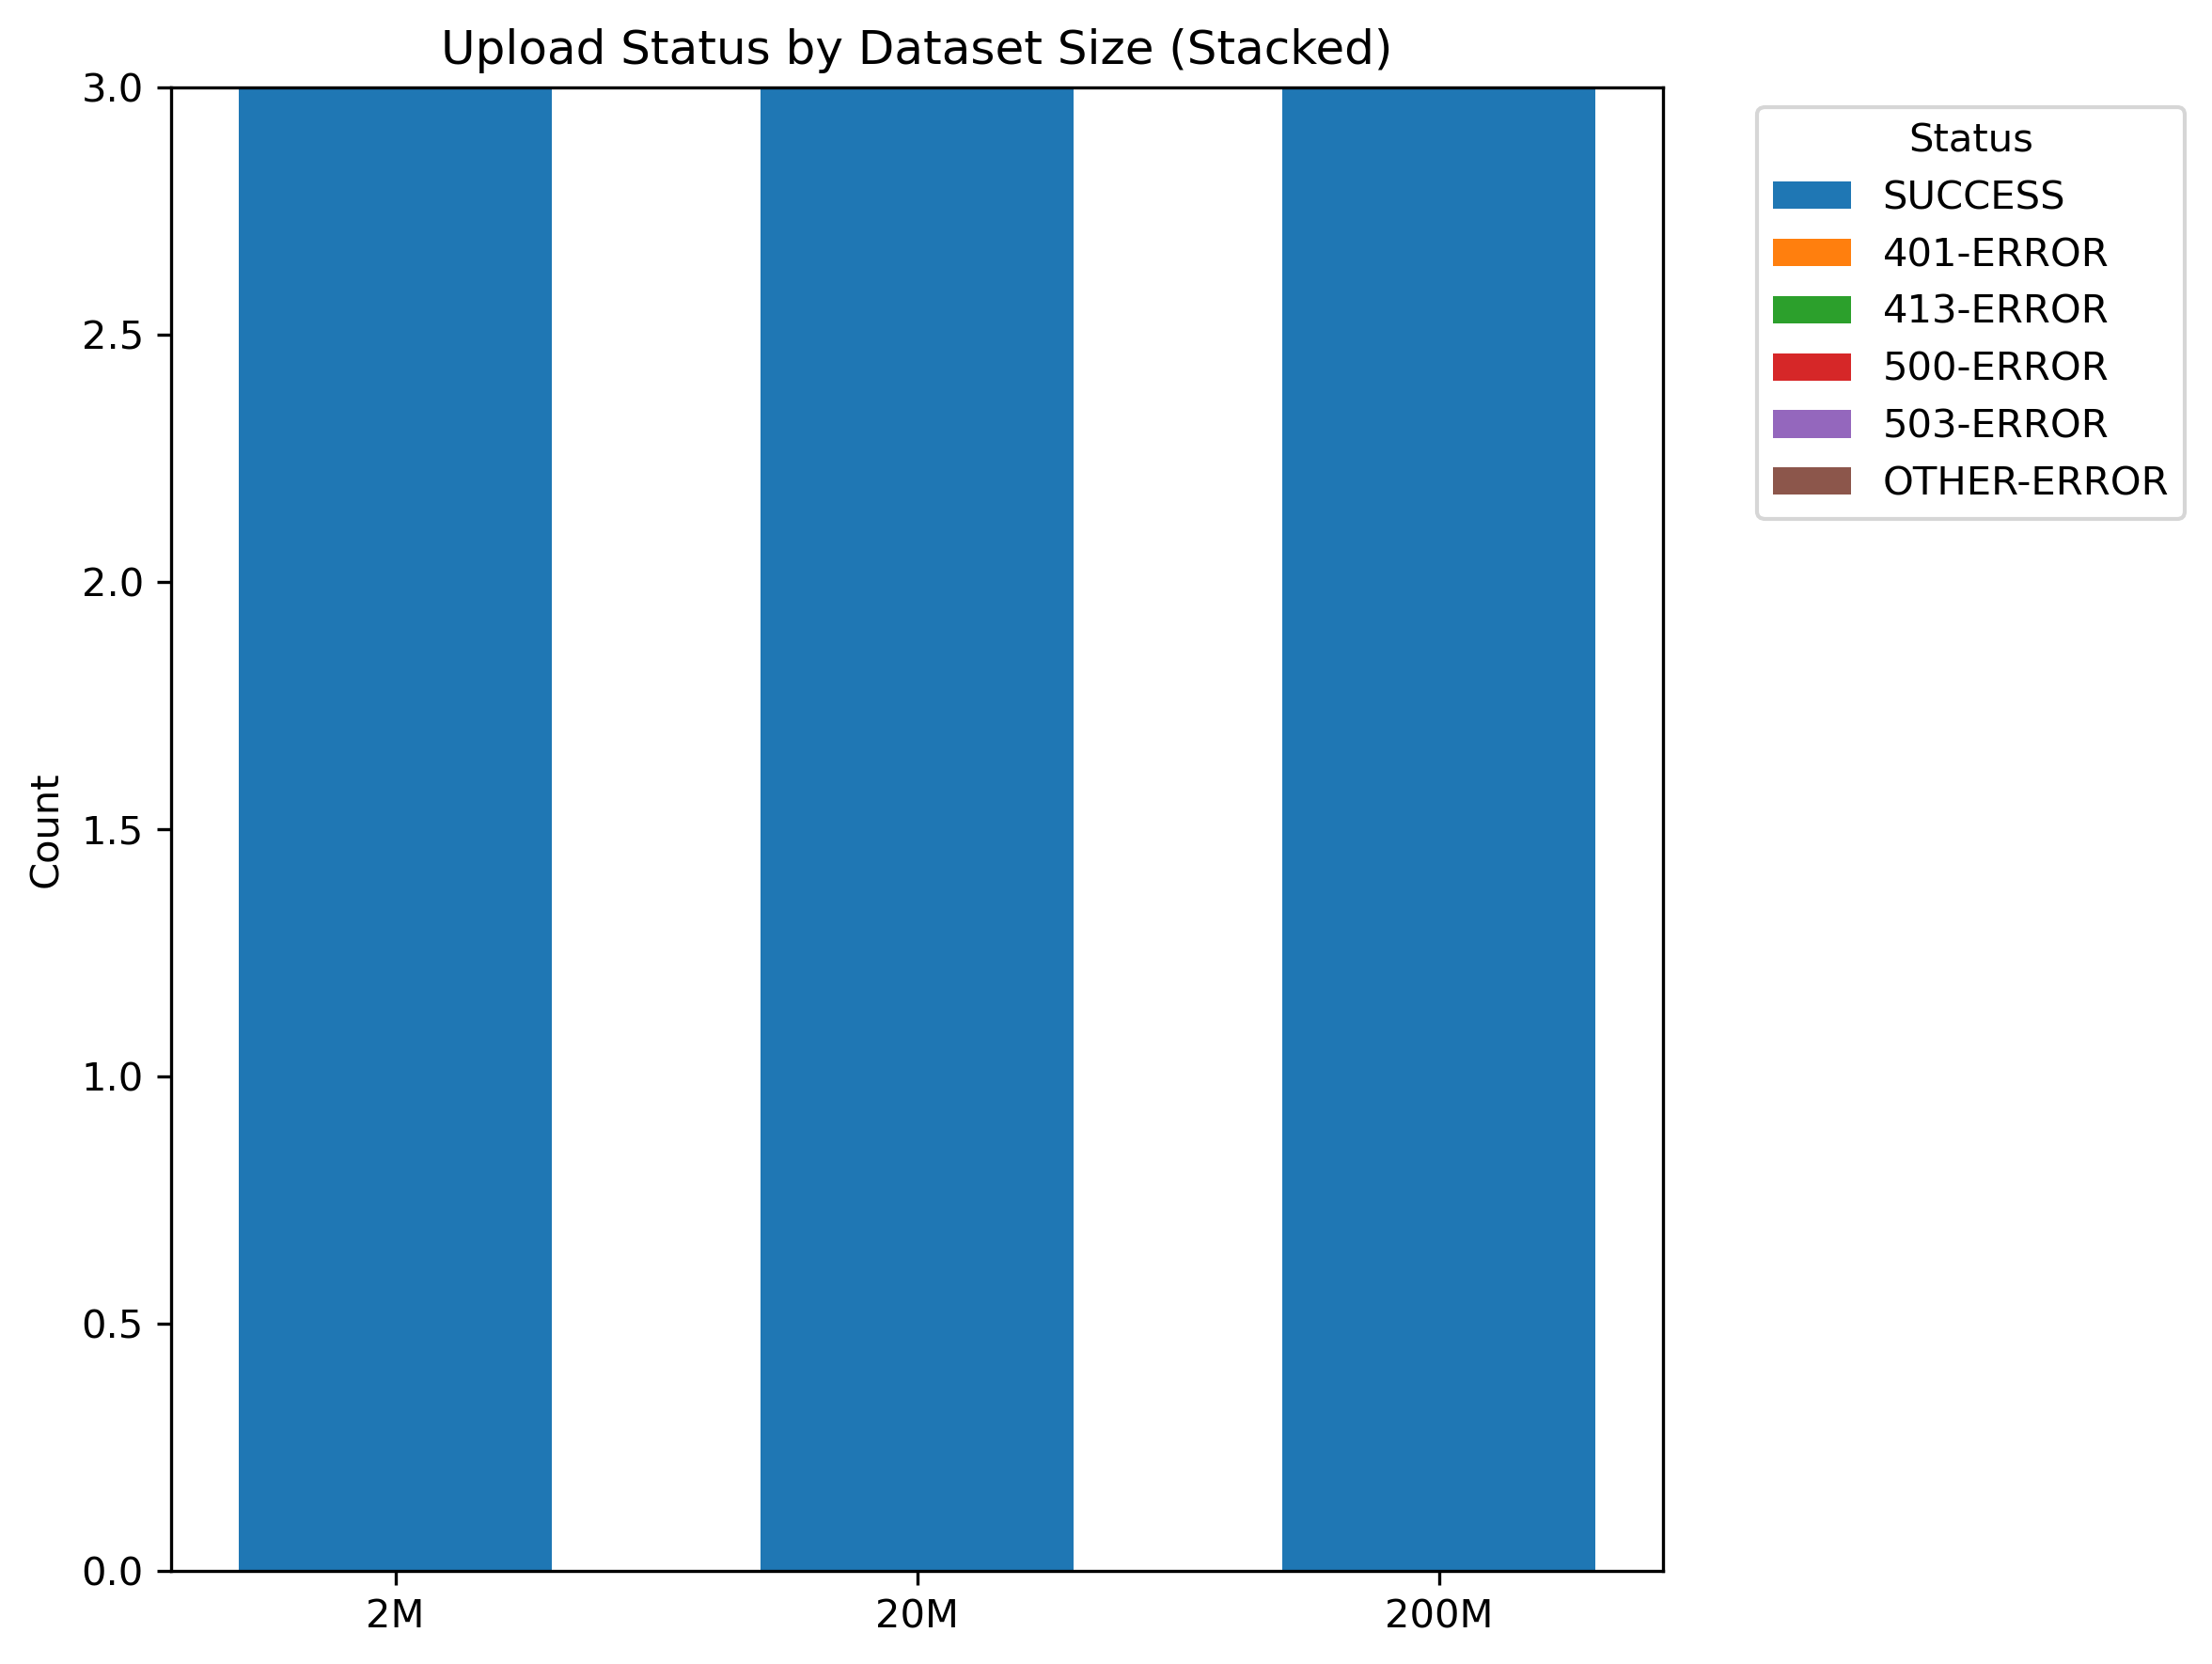 Upload Status by Dataset Size (Stacked)
3.0
2.5
2.0
1.5
1.0
0.5
0.0
Count
2M
20M
200M
Status
SUCCESS
401-ERROR
413-ERROR
500-ERROR
503-ERROR
OTHER-ERROR